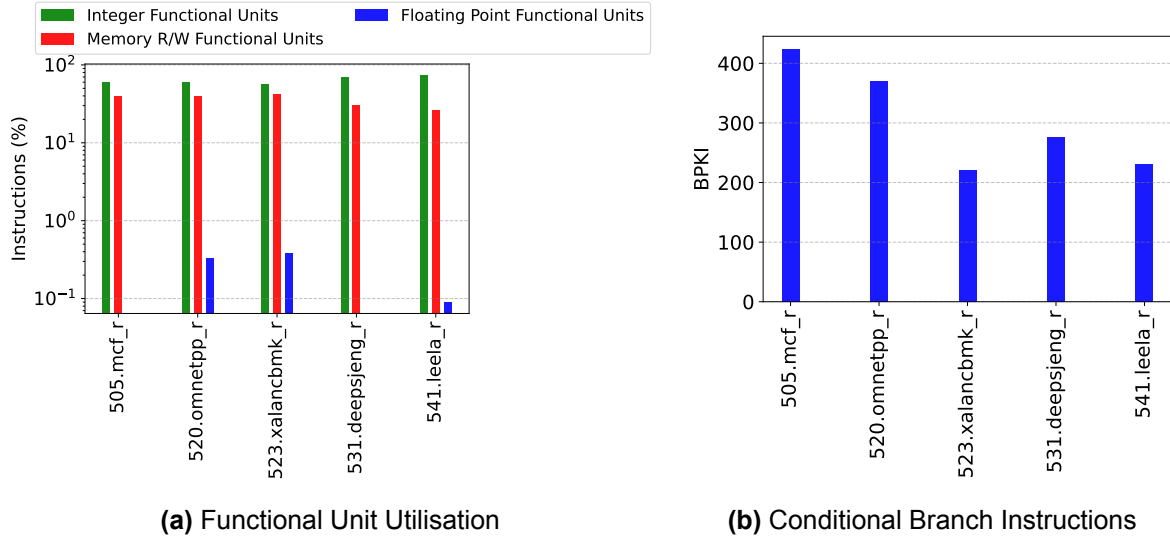 Integer Functional Units
Memory R/W Functional Units
Floating Point Functional Units
Instructions (%)
10²
10¹
10⁰
10⁻¹
505.mcf_r
520.omnetpp_r
523.xalancbmk_r
531.deepsjeng_r
541.leela_r
(a) Functional Unit Utilisation
BPKI
400
300
200
100
0
505.mcf_r
520.omnetpp_r
523.xalancbmk_r
531.deepsjeng_r
541.leela_r
(b) Conditional Branch Instructions